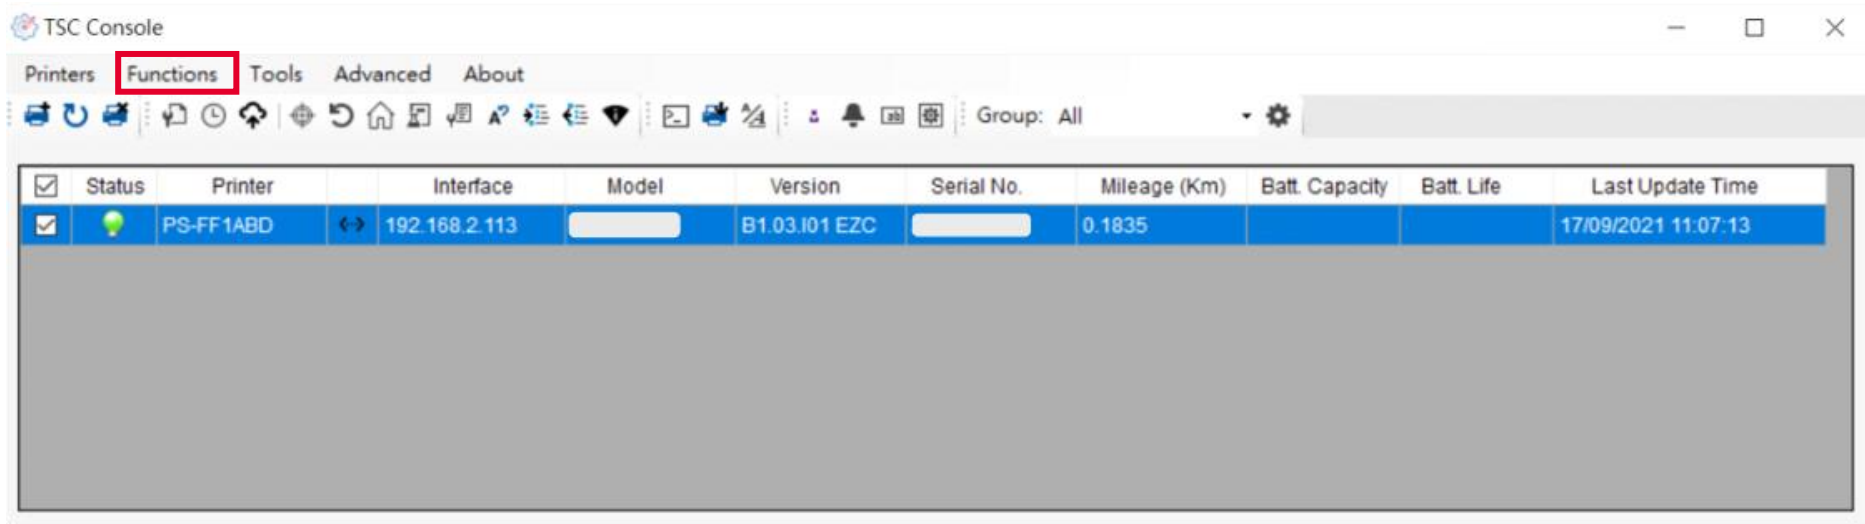 TSC Console
Printers Functions Tools Advanced About
Group: All
Status Printer Interface Model Version Serial No. Mileage (Km) Batt. Capacity Batt. Life Last Update Time
PS-FF1ABD 192.168.2.113 B1.03.I01 EZC 0.1835 17/09/2021 11:07:13